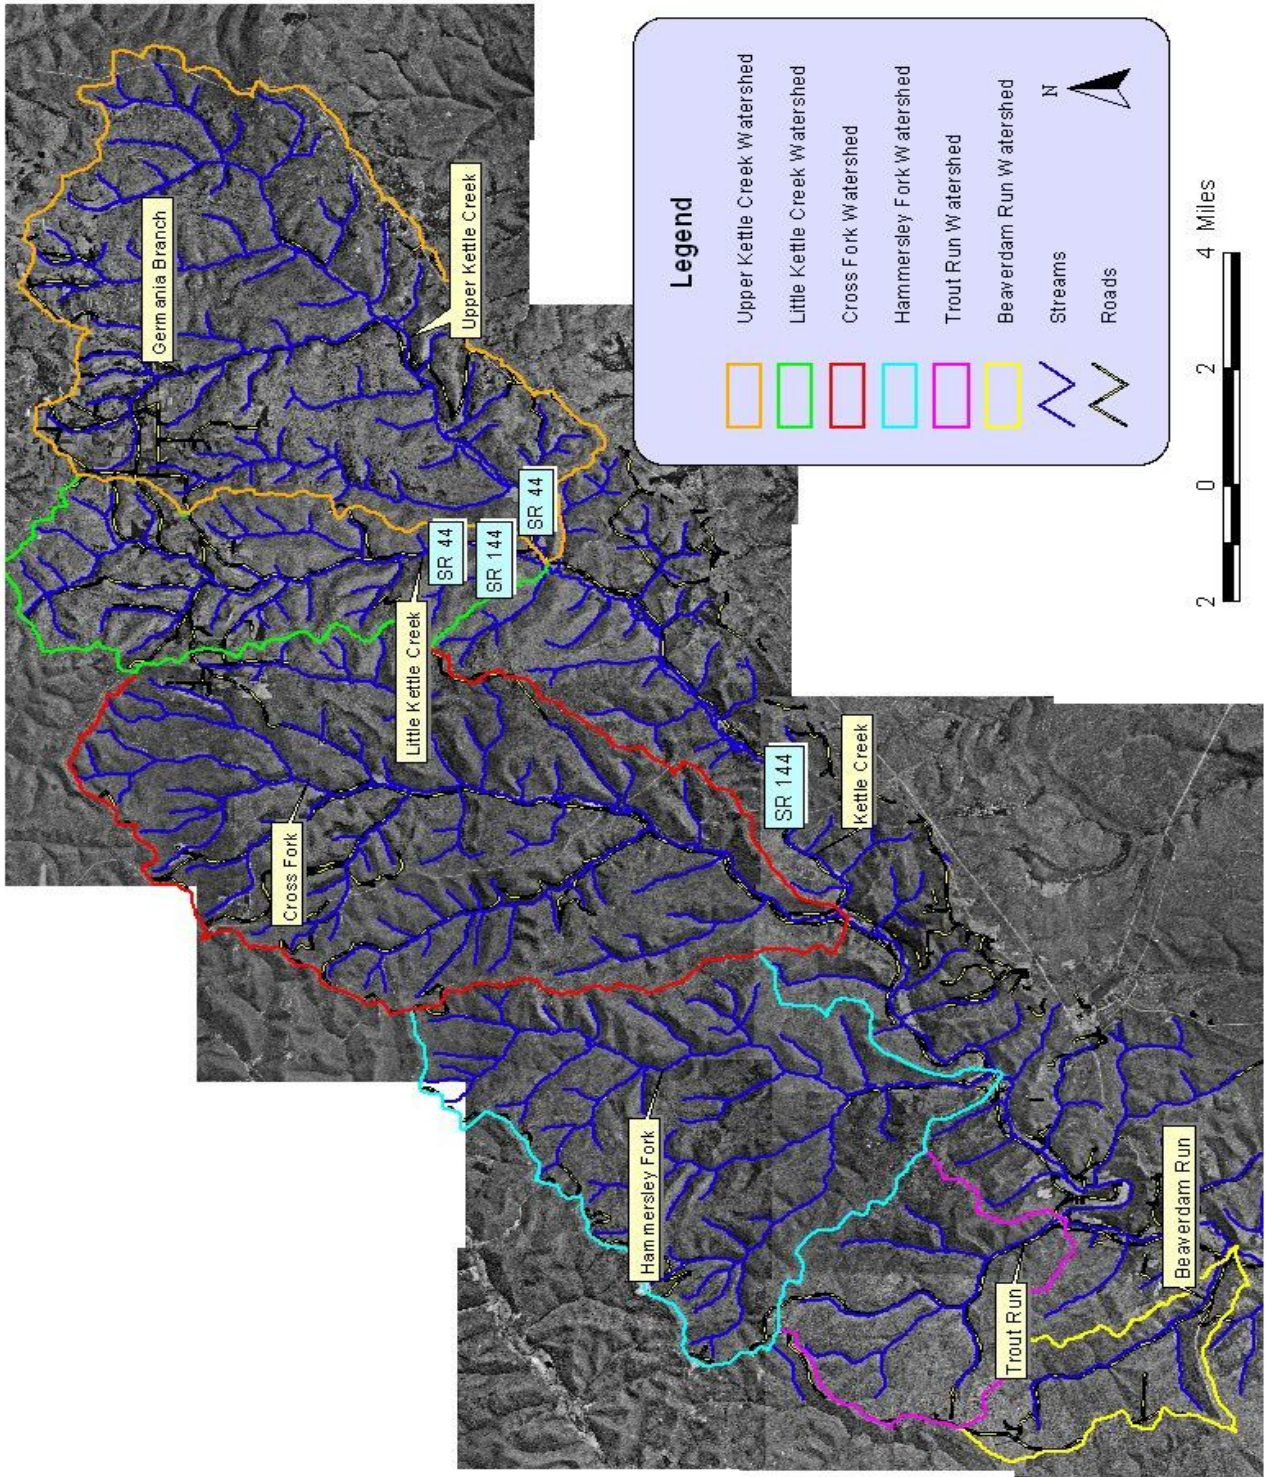 Germania Branch
Upper Kettle Creek
SR 44
SR 44
SR 144
Little Kettle Creek
Cross Fork
SR 144
Kettle Creek
Hammersley Fork
Trout Run
Beaverdam Run
Legend
Upper Kettle Creek Watershed
Little Kettle Creek Watershed
Cross Fork Watershed
Hammersley Fork Watershed
Trout Run Watershed
Beaverdam Run Watershed
Streams
Roads
N
2 0 2 4 Miles